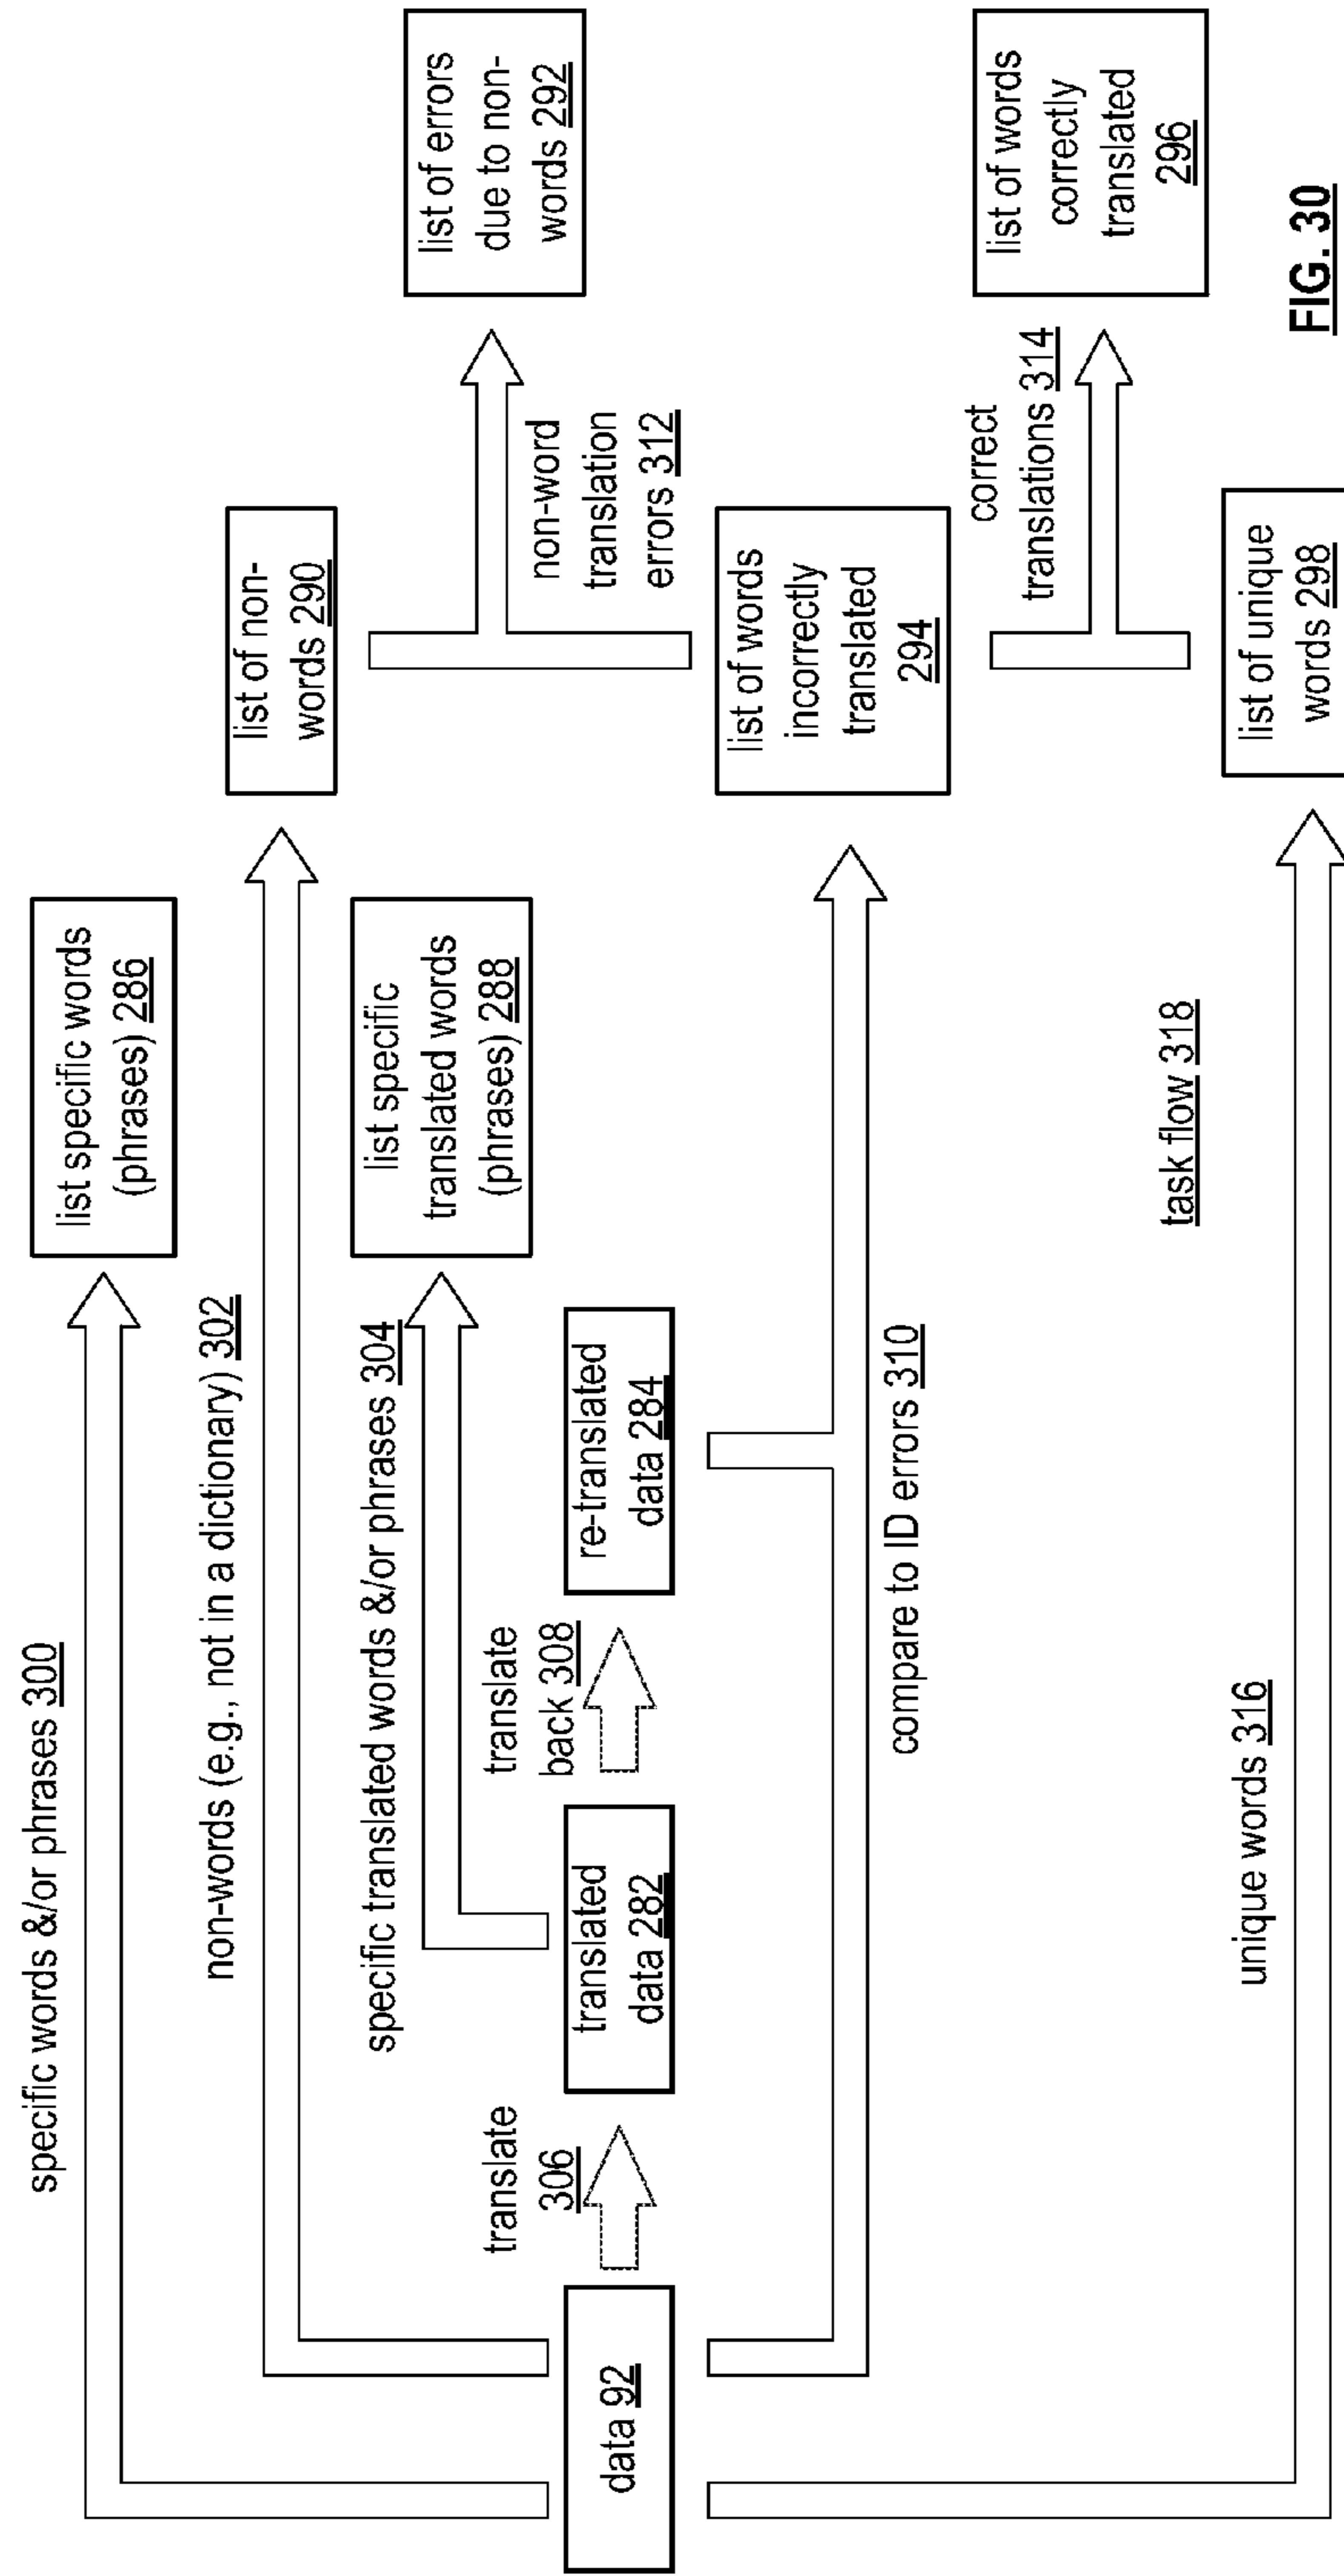 specific words &/or phrases 300
list specific words
(phrases) 286
non-words (e.g., not in a dictionary) 302
list of non-
words 290
specific translated words &/or phrases 304
list specific
translated words
(phrases) 288
list of errors
due to non-
words 292
non-word
translation
errors 312
translate
306
translate
back 308
data 92
translated
data 282
re-translated
data 284
compare to ID errors 310
list of words
incorrectly
translated
294
correct
translations 314
list of words
correctly
translated
296
task flow 318
unique words 316
list of unique
words 298
FIG. 30